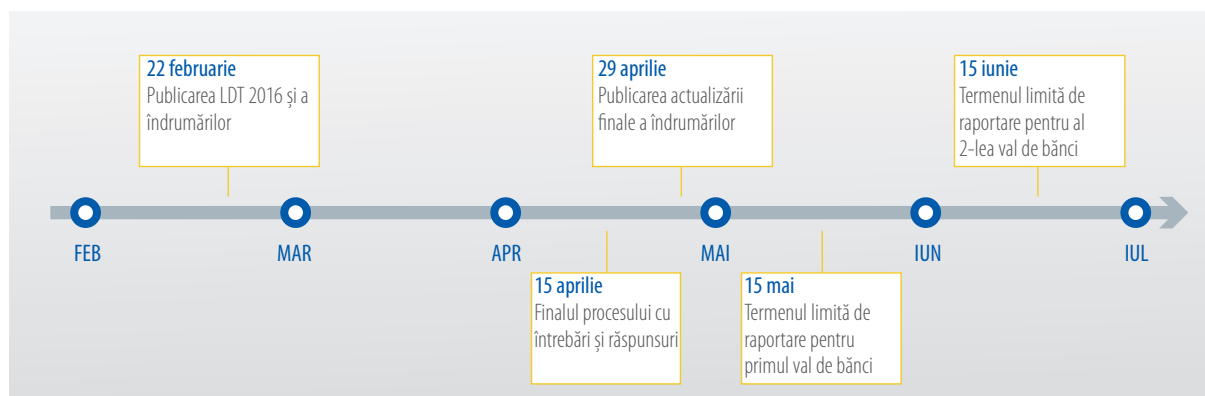 22 februarie
Publicarea LDT 2016 și a
îndrumărilor
29 aprilie
Publicarea actualizării
finale a îndrumărilor
15 iunie
Termenul limită de
raportare pentru al
2-lea val de bănci
FEB
MAR
APR
MAI
IUN
IUL
15 aprilie
Finalul procesului cu
întrebări și răspunsuri
15 mai
Termenul limită de
raportare pentru
primul val de bănci